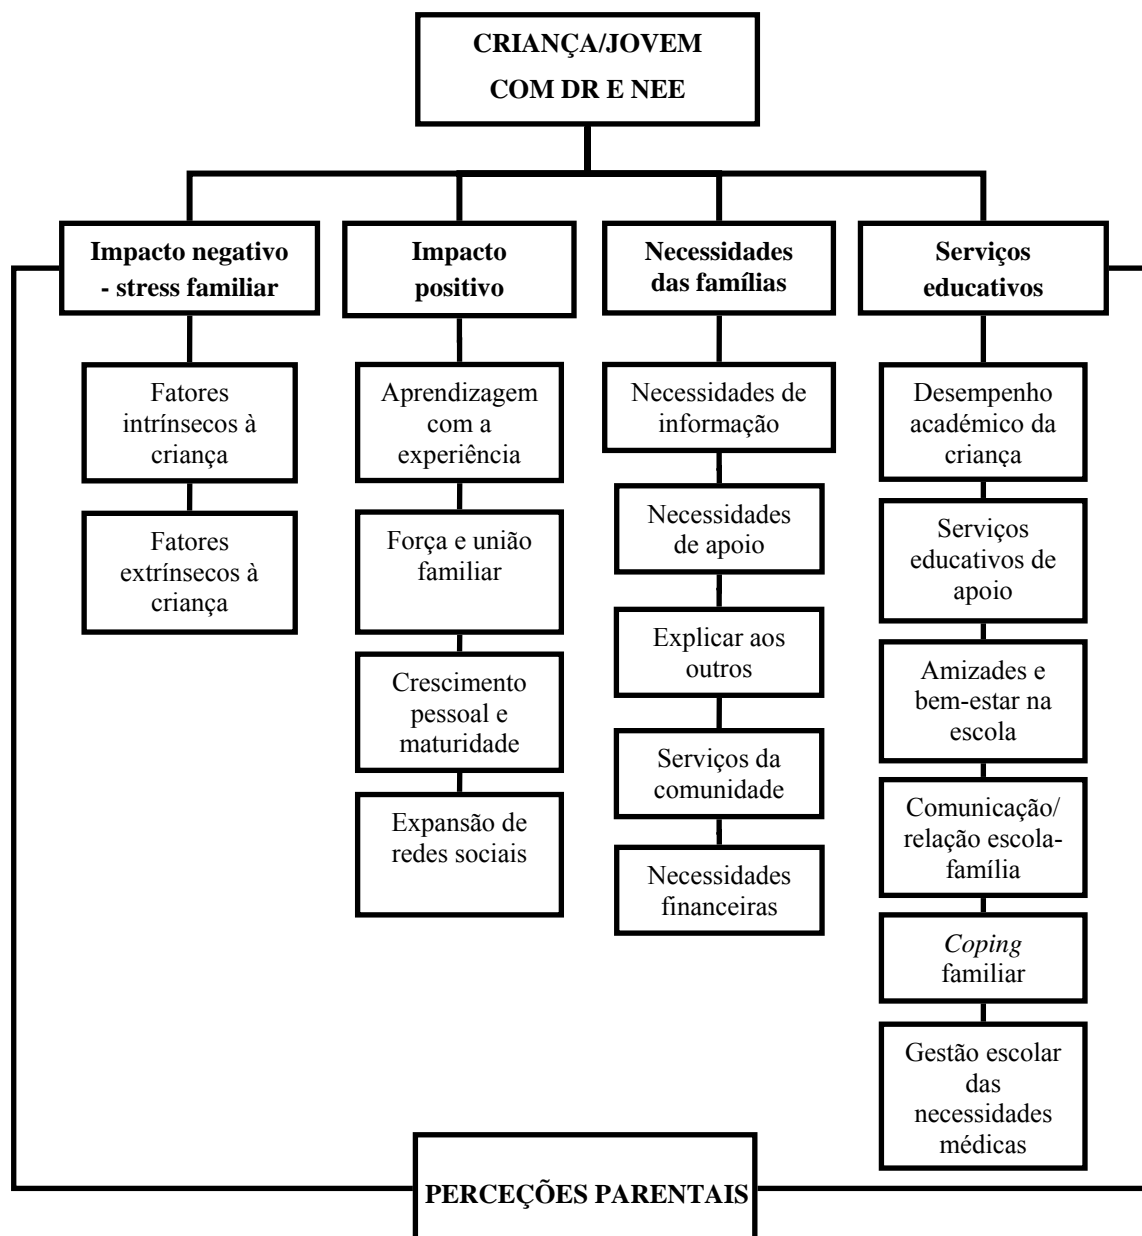 CRIANÇA/JOVEM
COM DR E NEE
Impacto negativo
- stress familiar
Fatores
intrínsecos à
criança
Fatores
extrínsecos à
criança
Impacto
positivo
Aprendizagem
com a
experiência
Força e união
familiar
Crescimento
pessoal e
maturidade
Expansão de
redes sociais
Necessidades
das famílias
Necessidades de
informação
Necessidades
de apoio
Explicar aos
outros
Serviços da
comunidade
Necessidades
financeiras
Serviços
educativos
Desempenho
académico da
criança
Serviços
educativos de
apoio
Amizades e
bem-estar na
escola
Comunicação/
relação escola-
família
Coping
familiar
Gestão escolar
das
necessidades
médicas
PERCEÇÕES PARENTAIS